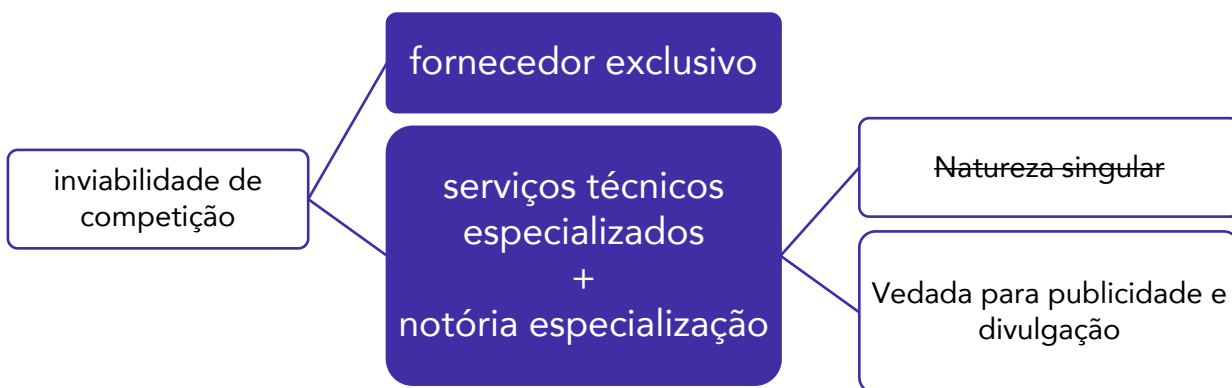 inviabilidade de
competição
fornecedor exclusivo
serviços técnicos
especializados
+
notória especialização
Natureza singular
Vedada para publicidade e
divulgação